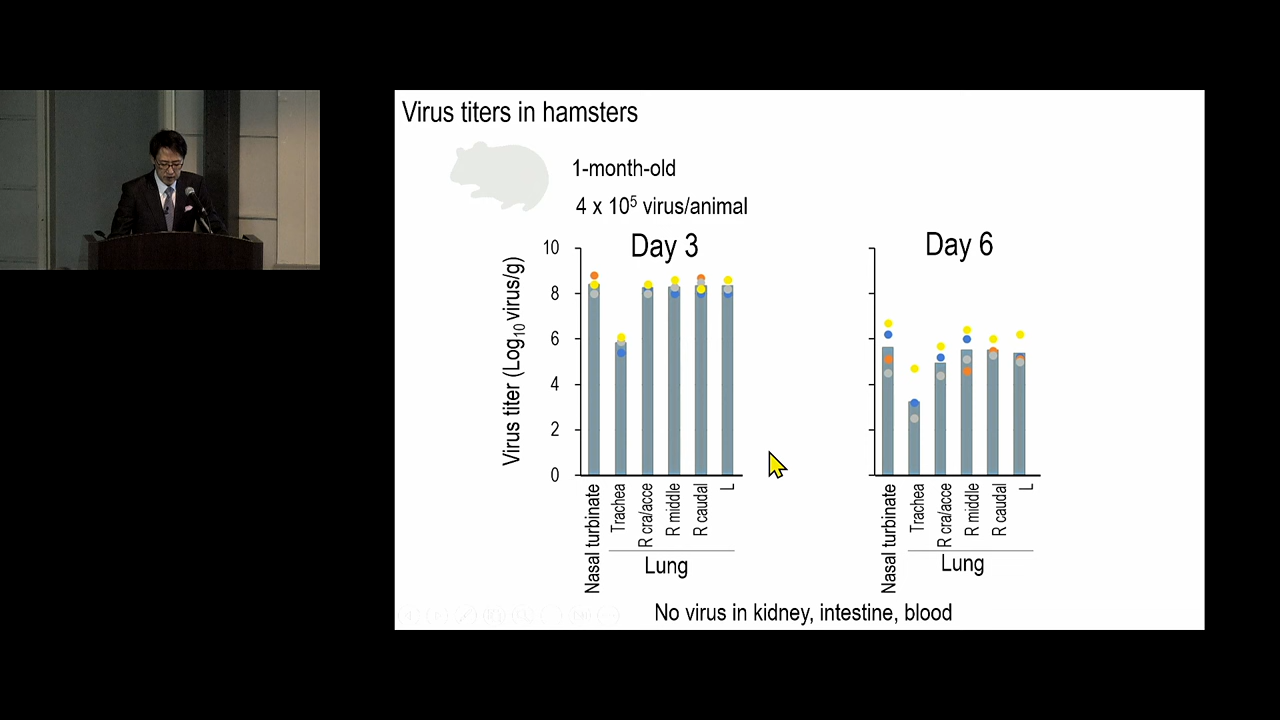 Virus titers in hamsters
1-month-old
4 x 10⁵ virus/animal
Day 3
Day 6
Virus titer (Log₁₀ virus/g)
10
8
6
4
2
0
Nasal turbinate
Trachea
R cra/acce
R middle
R caudal
L
Lung
Nasal turbinate
Trachea
R cra/acce
R middle
R caudal
L
Lung
No virus in kidney, intestine, blood